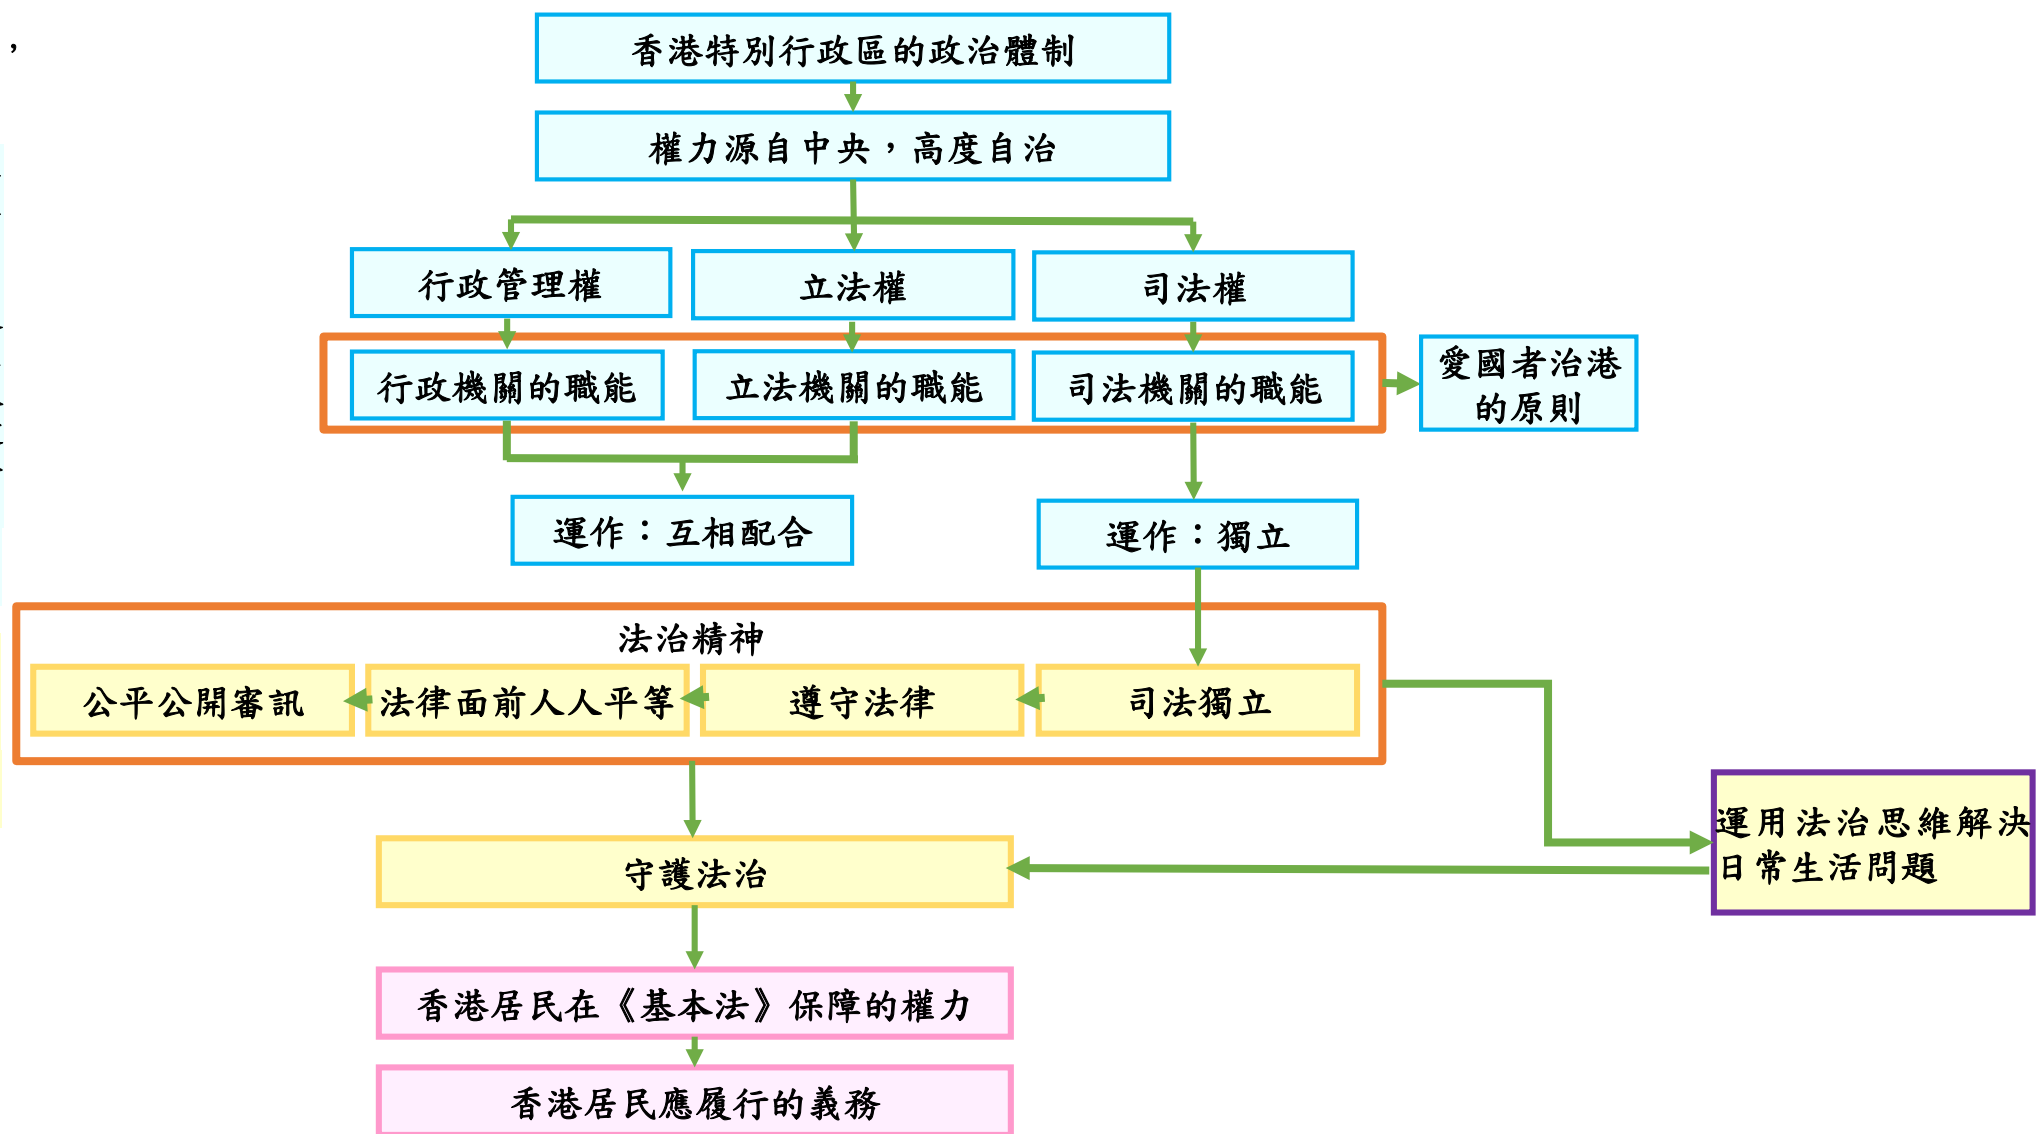 ，
香港特別行政區的政治體制
權力源自中央，高度自治
行政管理權
立法權
司法權
行政機關的職能
立法機關的職能
司法機關的職能
愛國者治港
的原則
運作：互相配合
運作：獨立
法治精神
公平公開審訊
法律面前人人平等
遵守法律
司法獨立
運用法治思維解決
日常生活問題
守護法治
香港居民在《基本法》保障的權力
香港居民應履行的義務